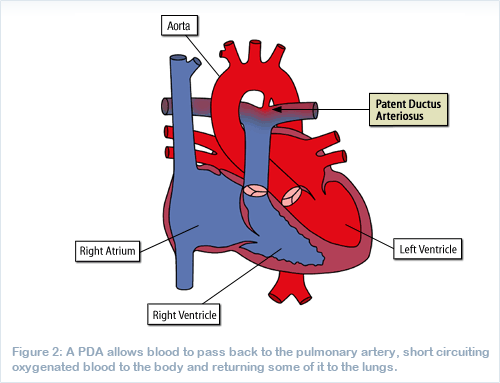 Aorta
Patent Ductus
Arteriosus
Right Atrium
Left Ventricle
Right Ventricle
Figure 2: A PDA allows blood to pass back to the pulmonary artery, short circuiting
oxygenated blood to the body and returning some of it to the lungs.